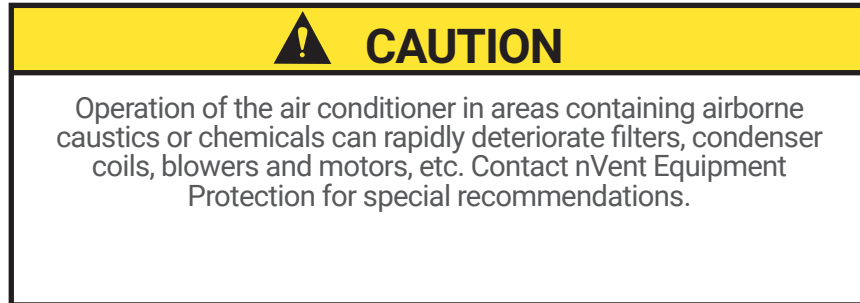 CAUTION
Operation of the air conditioner in areas containing airborne
caustics or chemicals can rapidly deteriorate filters, condenser
coils, blowers and motors, etc. Contact nVent Equipment
Protection for special recommendations.